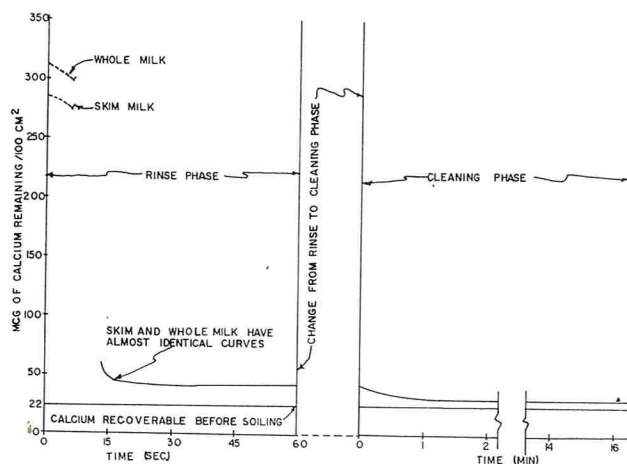 350
300
250
200
150
100
50
22
0
MCG OF CALCIUM REMAINING/100 CM²
WHOLE MILK
SKIM MILK
RINSE PHASE
SKIM AND WHOLE MILK HAVE
ALMOST IDENTICAL CURVES
CALCIUM RECOVERABLE BEFORE SOILING
15 30 45 60
TIME (SEC)
CHANGE FROM RINSE TO CLEANING PHASE
CLEANING PHASE
0 1 2 14 16
TIME (MIN)